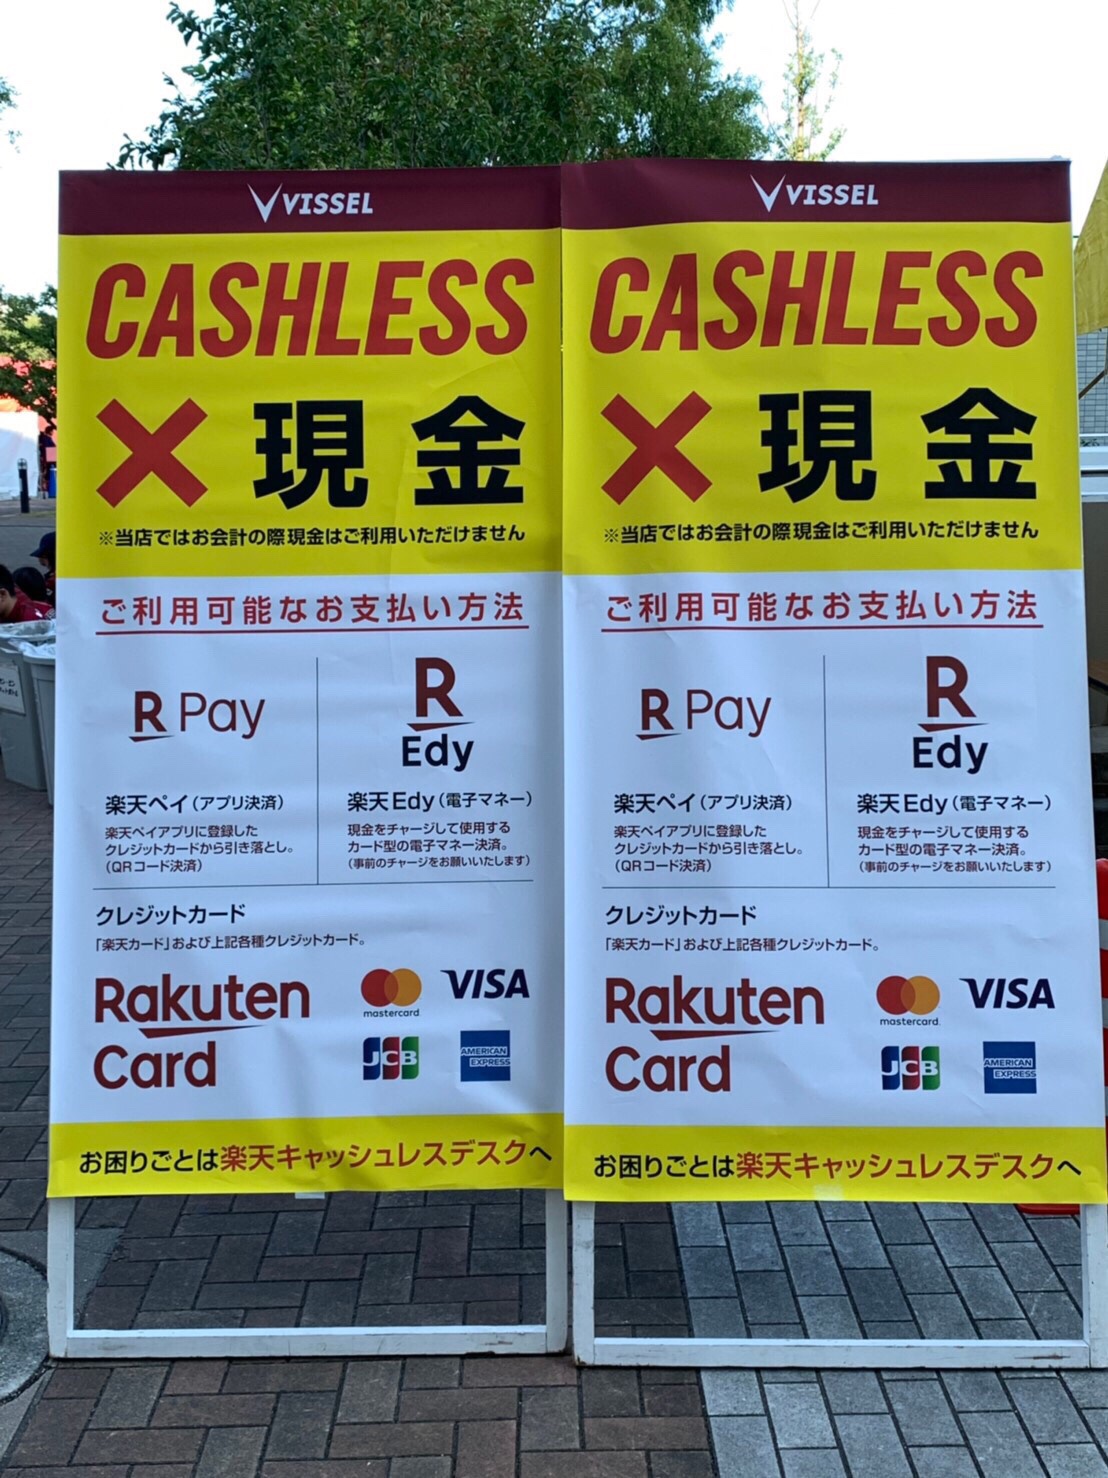 VISSEL
CASHLESS
×現金
※当店ではお会計の際現金はご利用いただけません
ご利用可能なお支払い方法
R Pay
楽天ペイ（アプリ決済）
楽天ペイアプリに登録した
クレジットカードから引き落とし。
（QRコード決済）
R
Edy
楽天Edy（電子マネー）
現金をチャージして使用する
カード型の電子マネー決済。
（事前のチャージをお願いいたします）
クレジットカード
「楽天カード」および上記各種クレジットカード。
Rakuten
Card
mastercard
VISA
JCB
AMERICAN
EXPRESS
お困りごとは楽天キャッシュレスデスクへ
VISSEL
CASHLESS
×現金
※当店ではお会計の際現金はご利用いただけません
ご利用可能なお支払い方法
R Pay
楽天ペイ（アプリ決済）
楽天ペイアプリに登録した
クレジットカードから引き落とし。
（QRコード決済）
R
Edy
楽天Edy（電子マネー）
現金をチャージして使用する
カード型の電子マネー決済。
（事前のチャージをお願いいたします）
クレジットカード
「楽天カード」および上記各種クレジットカード。
Rakuten
Card
mastercard.
VISA
JCB
AMERICAN
EXPRESS
お困りごとは楽天キャッシュレスデスクへ